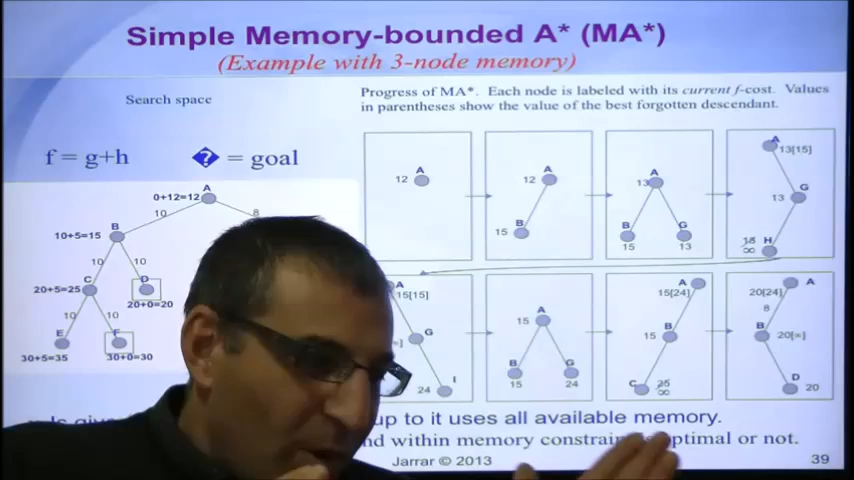 Simple Memory-bounded A* (MA*)
(Example with 3-node memory)
Search space
Progress of MA*. Each node is labeled with its current f-cost. Values
in parentheses show the value of the best forgotten descendant.
f = g+h
? = goal
A
0+12=12
10
8
B
10+5=15
10
10
C
D
20+5=25
20+0=20
10
10
E
F
30+5=35
30+0=30
A
12
A
12
B
15
A
13
B
G
15
13
A
13[15]
G
13
H
∞
A
15[15]
G
∞]
I
24
A
15
B
G
15
24
A
15[24]
B
15
C
25
∞
A
20[24]
8
B
20[∞]
D
20
up to it uses all available memory.
within memory optimal or not.
Jarrar © 2013
39